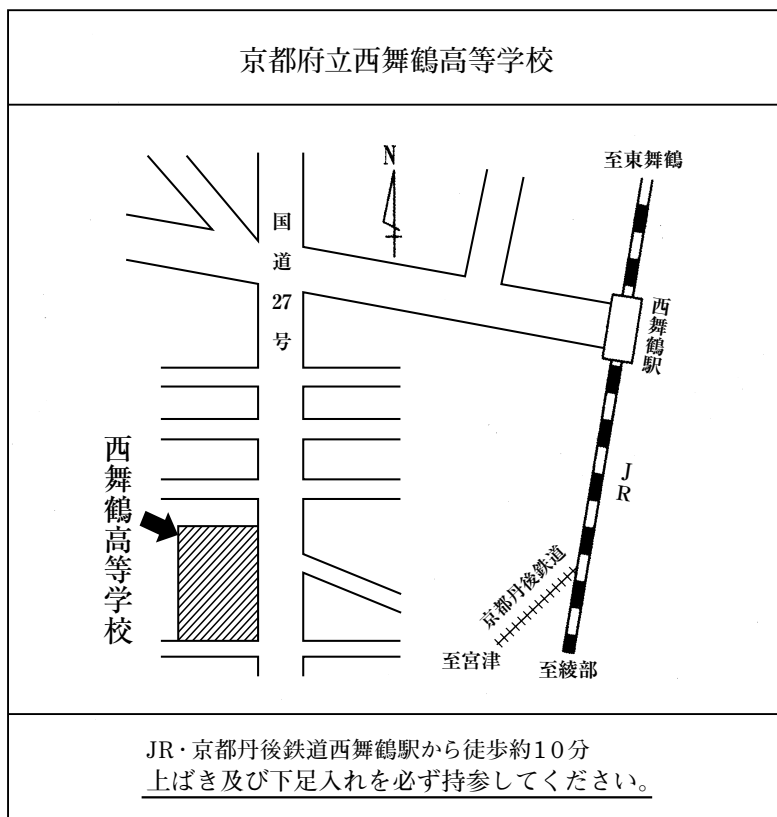 京都府立西舞鶴高等学校
N
至東舞鶴
国道27号
西舞鶴駅
西舞鶴高等学校
JR
京都丹後鉄道
至宮津
至綾部
JR・京都丹後鉄道西舞鶴駅から徒歩約10分
上ばき及び下足入れを必ず持参してください。